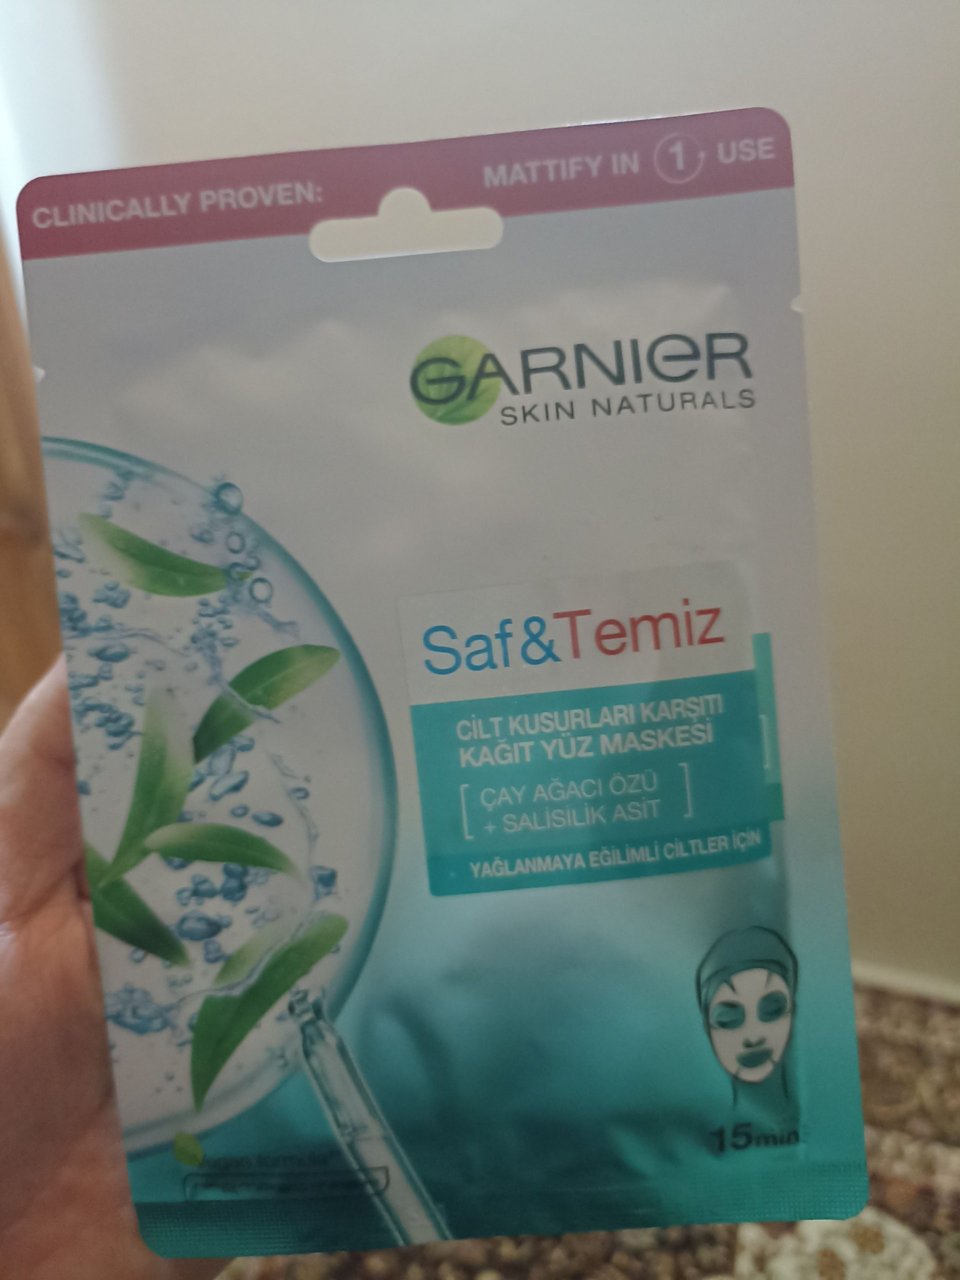 CLINICALLY PROVEN:
MATTIFY IN 1 USE
GARNIER
SKIN NATURALS
Saf&Temiz
CİLT KUSURLARI KARŞITI
KAĞIT YÜZ MASKESİ
[ ÇAY AĞACI ÖZÜ
+ SALİSİLİK ASİT ]
YAĞLANMAYA EĞİLİMLİ CİLTLER İÇİN
15min